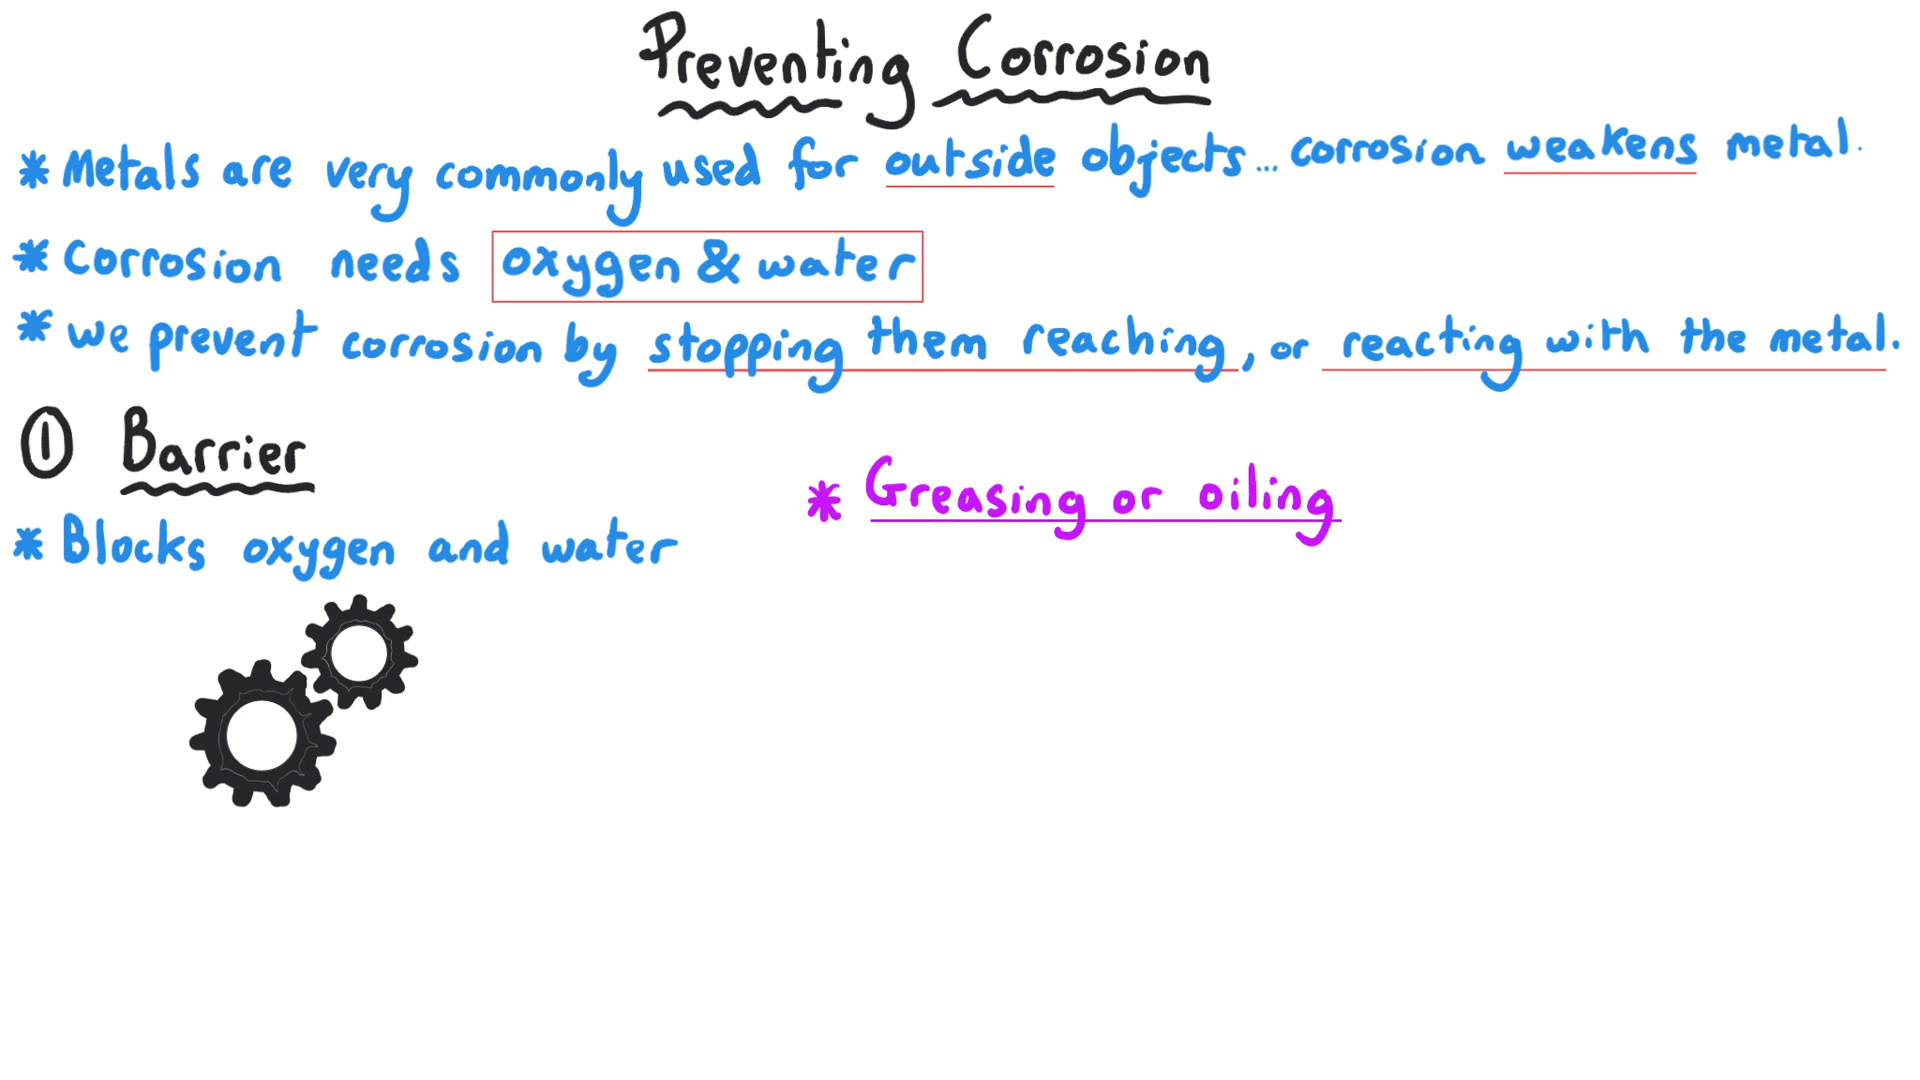 Preventing Corrosion
* Metals are very commonly used for outside objects... corrosion weakens metal.
* Corrosion needs oxygen & water
* we prevent corrosion by stopping them reaching, or reacting with the metal.
① Barrier
* Blocks oxygen and water
* Greasing or oiling